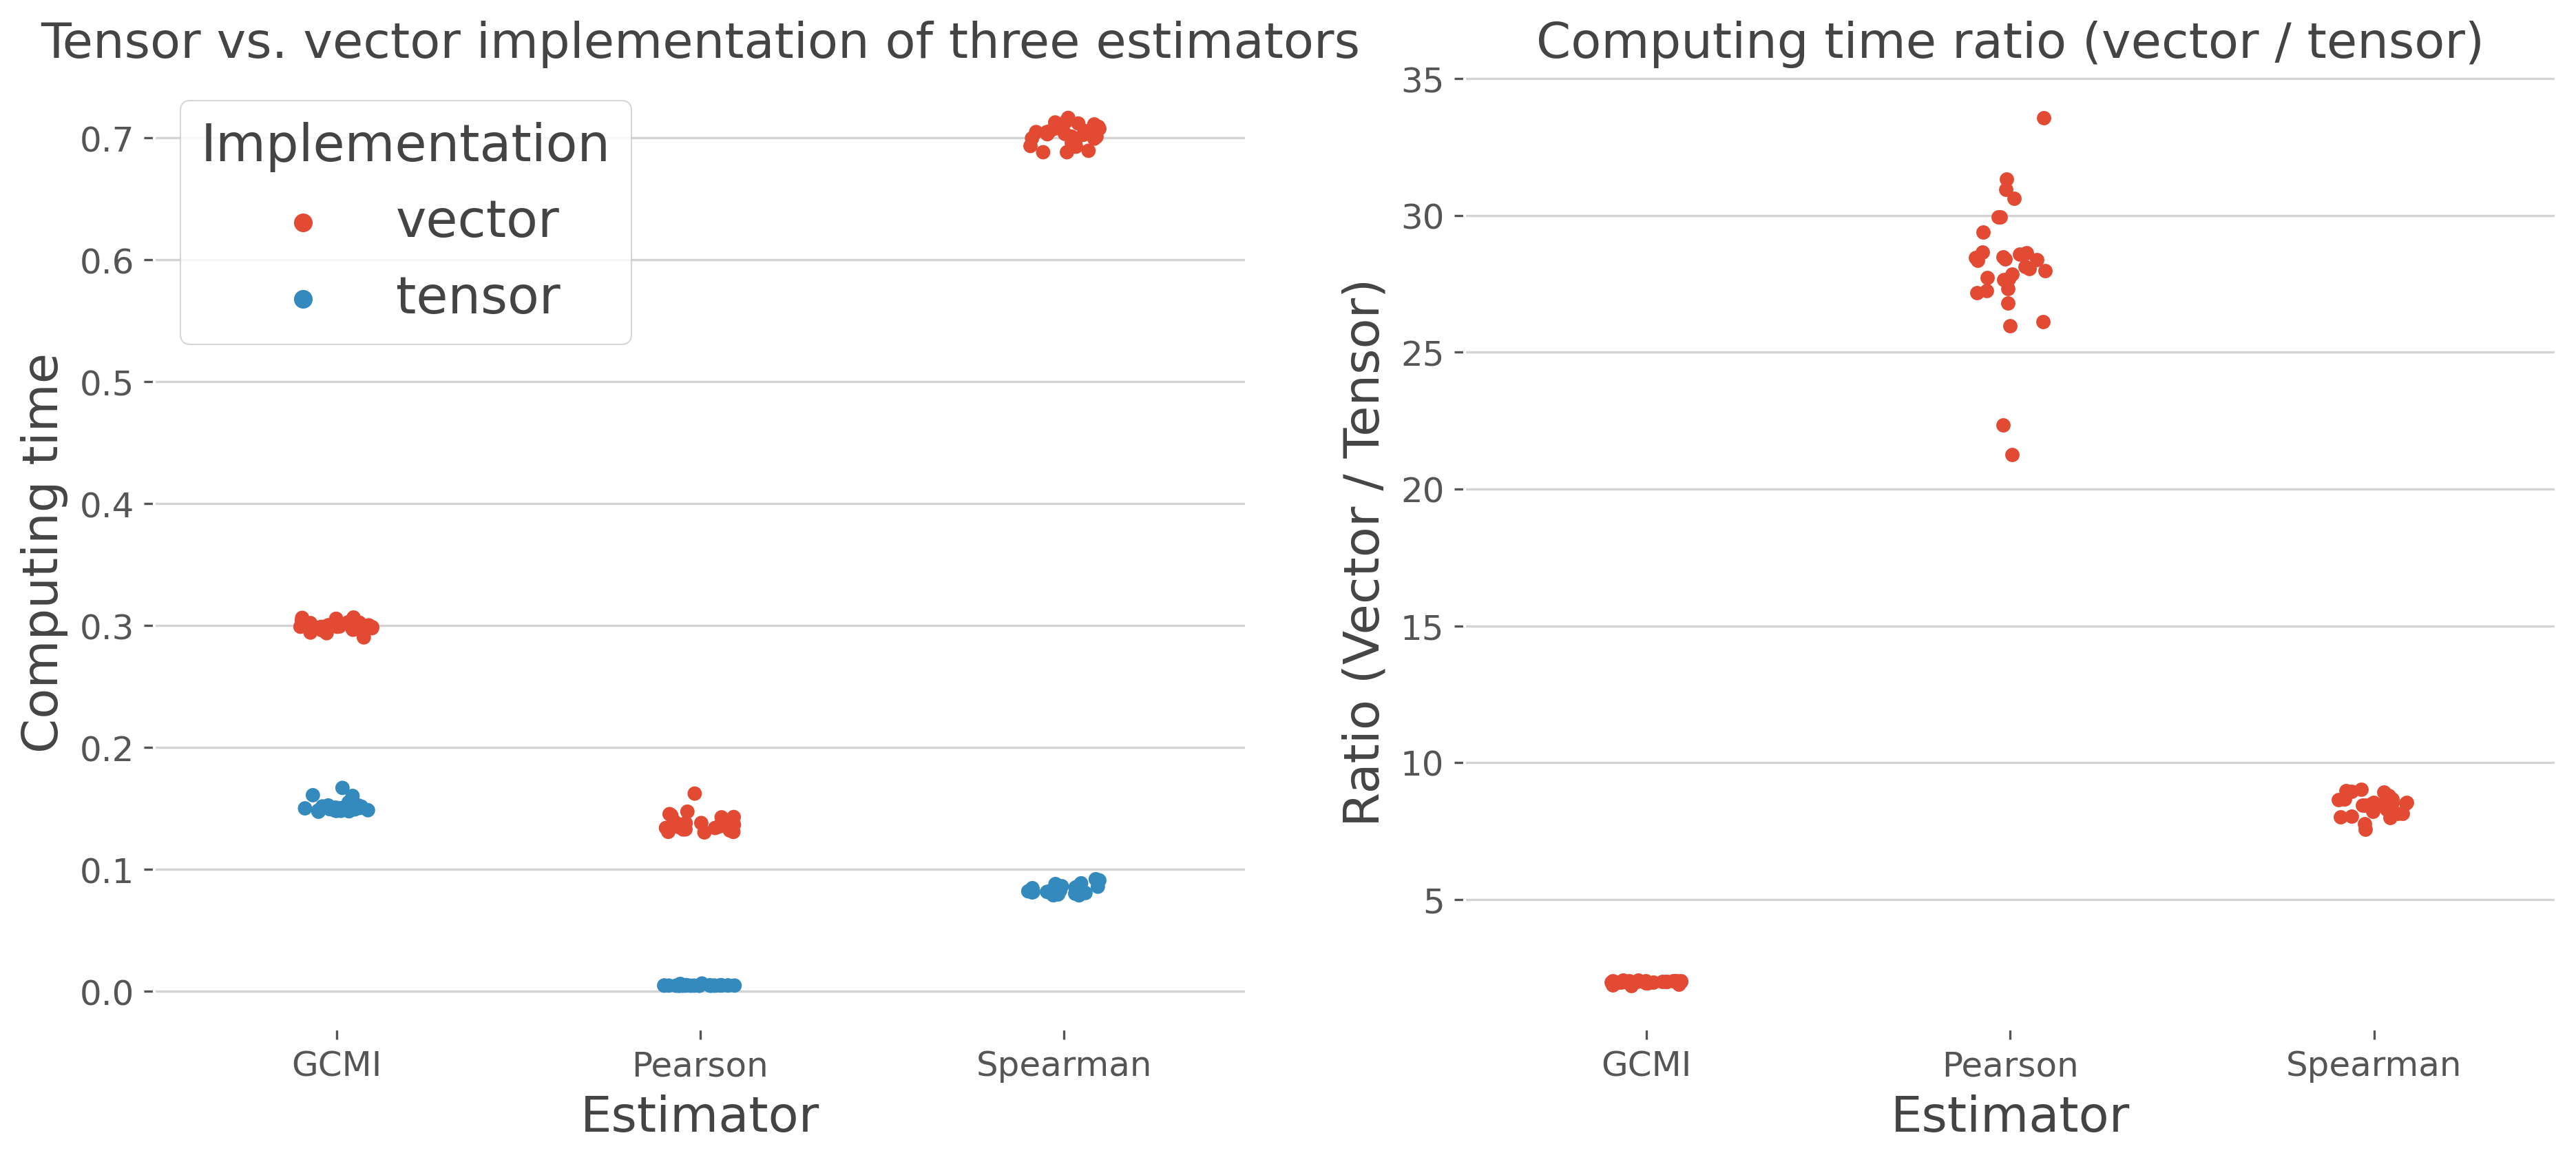 Tensor vs. vector implementation of three estimators
Implementation
vector
tensor
Computing time
0.7
0.6
0.5
0.4
0.3
0.2
0.1
0.0
GCMI
Pearson
Spearman
Estimator
Computing time ratio (vector / tensor)
Ratio (Vector / Tensor)
35
30
25
20
15
10
5
GCMI
Pearson
Spearman
Estimator